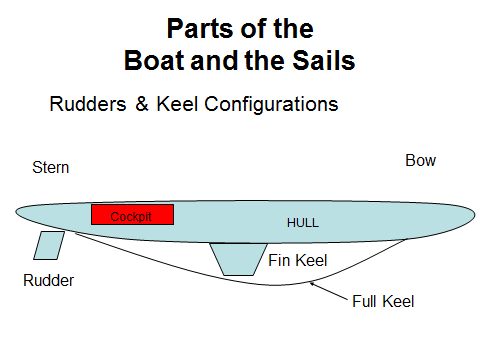 Parts of the
Boat and the Sails
Rudders & Keel Configurations
Stern
Bow
Cockpit
HULL
Fin Keel
Rudder
Full Keel